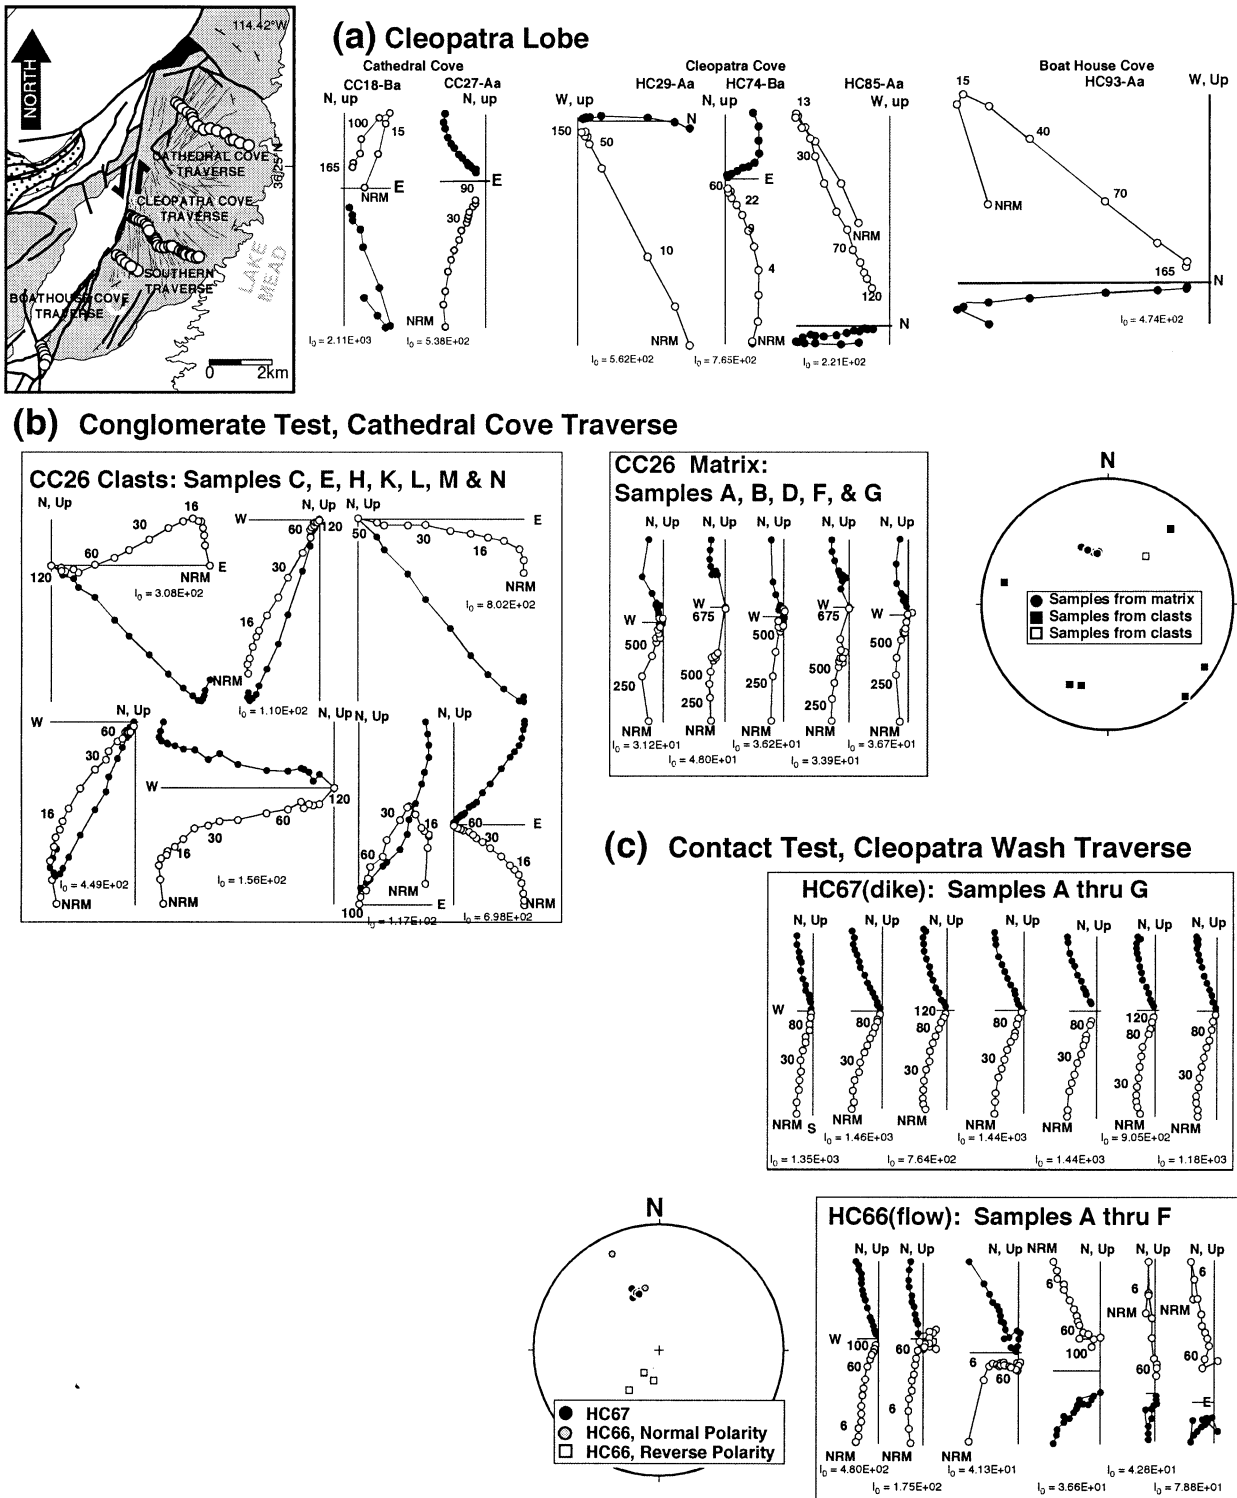 114.42°W
NORTH
36.25°N
CATHEDRAL COVE
TRAVERSE
CLEOPATRA COVE
TRAVERSE
SOUTHERN
TRAVERSE
BOATHOUSE COVE
TRAVERSE
LAKE
MEAD
0 2km
(a) Cleopatra Lobe
Cathedral Cove
CC18-Ba CC27-Aa
N, up N, up
100
15
165
E
NRM
I0 = 2.11E+03
E
90
30
NRM
I0 = 5.38E+02
Cleopatra Cove
HC29-Aa HC74-Ba HC85-Aa
W, up N, up W, up
N
150
50
10
NRM
I0 = 5.62E+02
E
60
22
9
4
NRM
I0 = 7.65E+02
13
30
NRM
70
120
N
I0 = 2.21E+02
Boat House Cove
HC93-Aa
W, Up
15
40
70
NRM
165
N
I0 = 4.74E+02
(b) Conglomerate Test, Cathedral Cove Traverse
CC26 Clasts: Samples C, E, H, K, L, M & N
N, Up
16
30
60
120
NRM
E
I0 = 3.08E+02
N, Up
W
60
120
30
16
NRM
I0 = 1.10E+02
N, Up
E
50
30
16
NRM
I0 = 8.02E+02
W
N, Up
60
30
16
I0 = 4.49E+02
NRM
N, Up
W
120
60
30
16
I0 = 1.56E+02
NRM
N, Up
30
16
60
NRM
100
E
I0 = 1.17E+02
N, Up
60
E
30
16
NRM
I0 = 6.98E+02
CC26 Matrix:
Samples A, B, D, F, & G
N, Up N, Up N, Up N, Up N, Up
W
500
250
NRM
I0 = 3.12E+01
W
675
500
250
NRM
I0 = 4.80E+01
W
500
250
NRM
I0 = 3.62E+01
W
675
500
250
NRM
I0 = 3.39E+01
W
500
250
NRM
I0 = 3.67E+01
N
Samples from matrix
Samples from clasts
Samples from clasts
(c) Contact Test, Cleopatra Wash Traverse
HC67(dike): Samples A thru G
N, Up N, Up N, Up N, Up N, Up N, Up N, Up
W
80
30
NRM
S
I0 = 1.35E+03
80
30
NRM
I0 = 1.46E+03
120
80
30
NRM
I0 = 7.64E+02
80
30
NRM
I0 = 1.44E+03
80
30
NRM
I0 = 1.44E+03
120
80
30
NRM
I0 = 9.05E+02
80
30
NRM
I0 = 1.18E+03
N
HC67
HC66, Normal Polarity
HC66, Reverse Polarity
HC66(flow): Samples A thru F
N, Up N, Up N, Up NRM N, Up N, Up N, Up
W
100
60
6
NRM
I0 = 4.80E+02
60
6
NRM
I0 = 1.75E+02
6
60
NRM
I0 = 4.13E+01
6
60
100
I0 = 3.66E+01
6
NRM
60
I0 = 4.28E+01
6
NRM
60
E
I0 = 7.88E+01